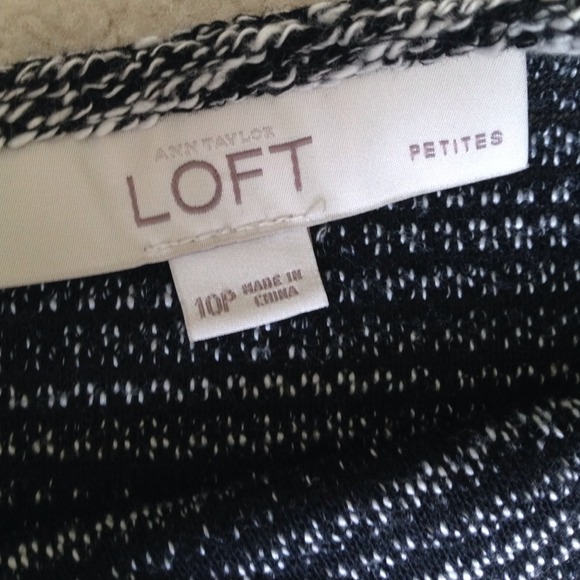 ANN TAYLOR
LOFT PETITES
10P MADE IN
CHINA